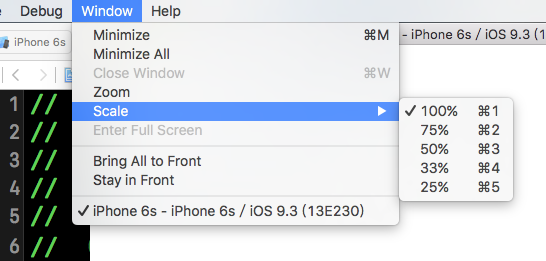 Debug Window Help
iPhone 6s
- iPhone 6s / iOS 9.3 (1
Minimize ⌘M
Minimize All
Close Window ⌘W
Zoom
Scale ▶
Enter Full Screen
Bring All to Front
Stay in Front
✓ iPhone 6s - iPhone 6s / iOS 9.3 (13E230)
✓ 100% ⌘1
75% ⌘2
50% ⌘3
33% ⌘4
25% ⌘5
1 //
2 //
3 //
4 //
5 //
6 //